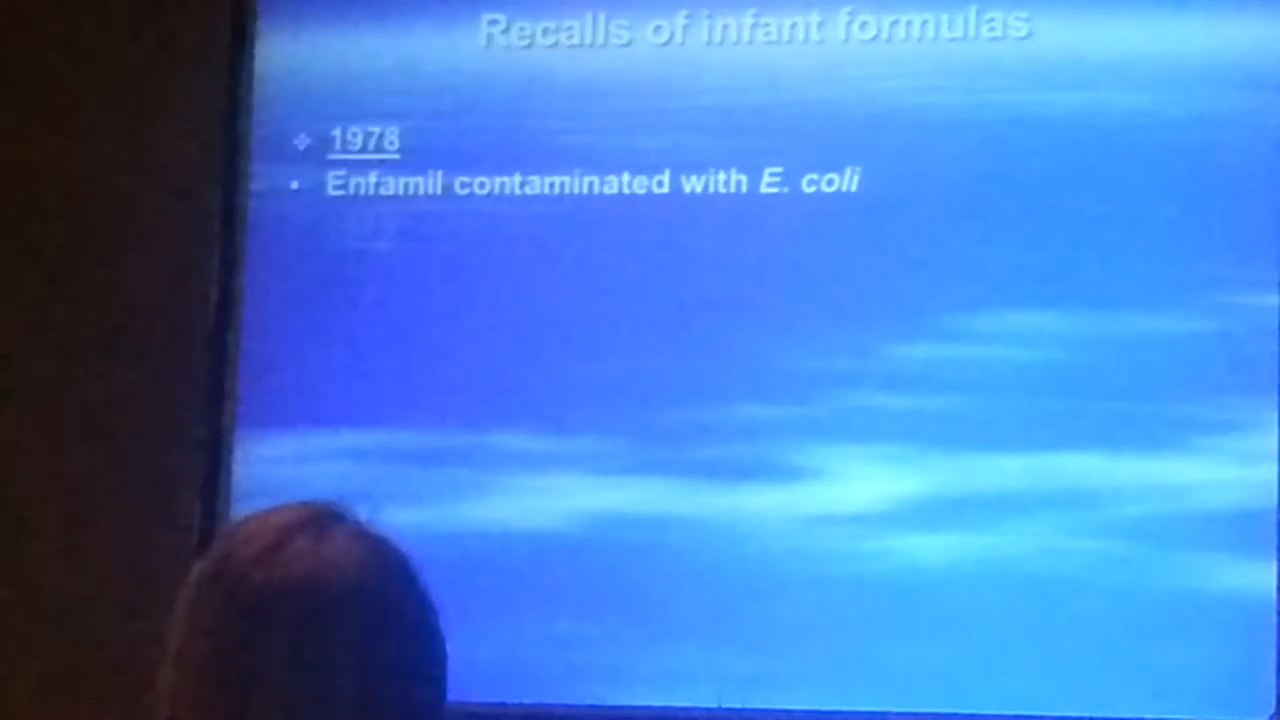 Recalls of infant formulas
1978
Enfamil contaminated with E. coli